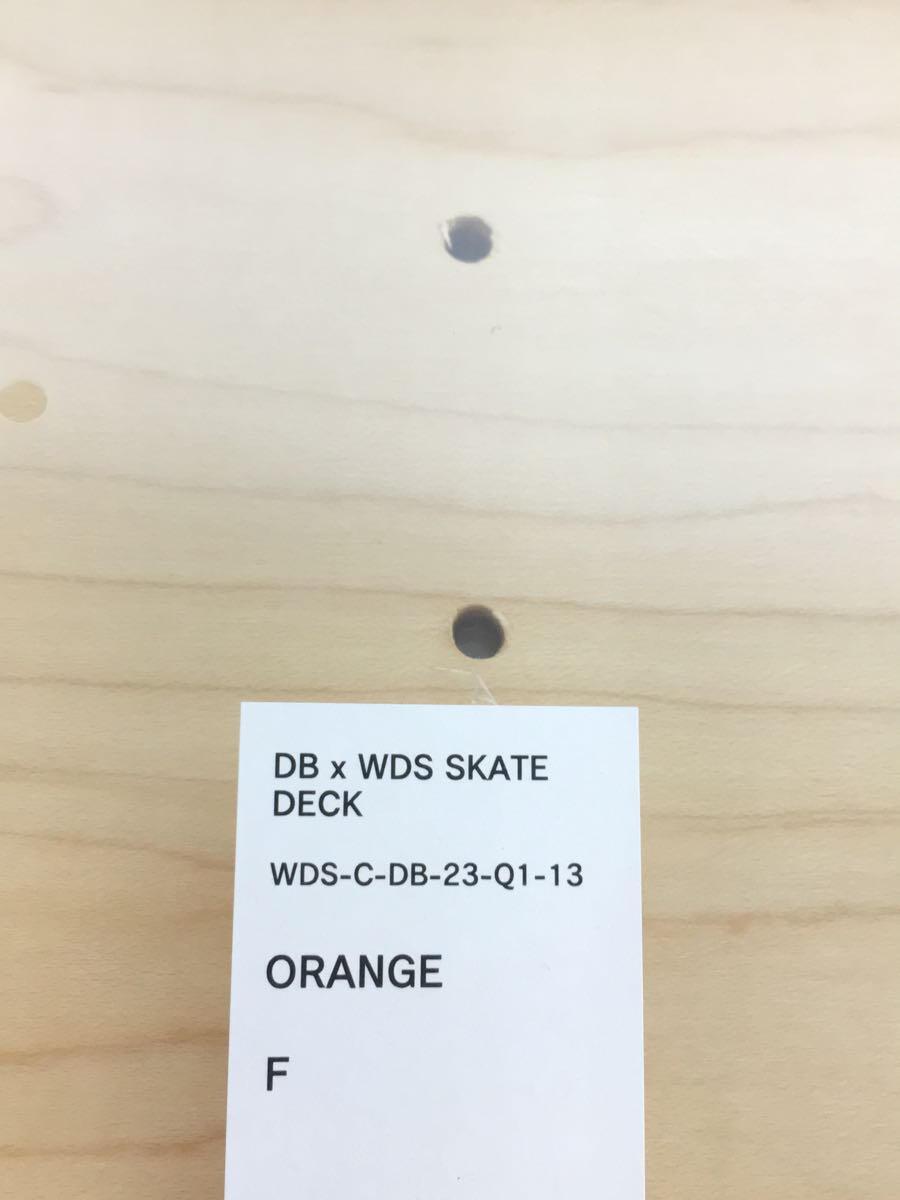 DB x WDS SKATE
DECK
WDS-C-DB-23-Q1-13
ORANGE
F